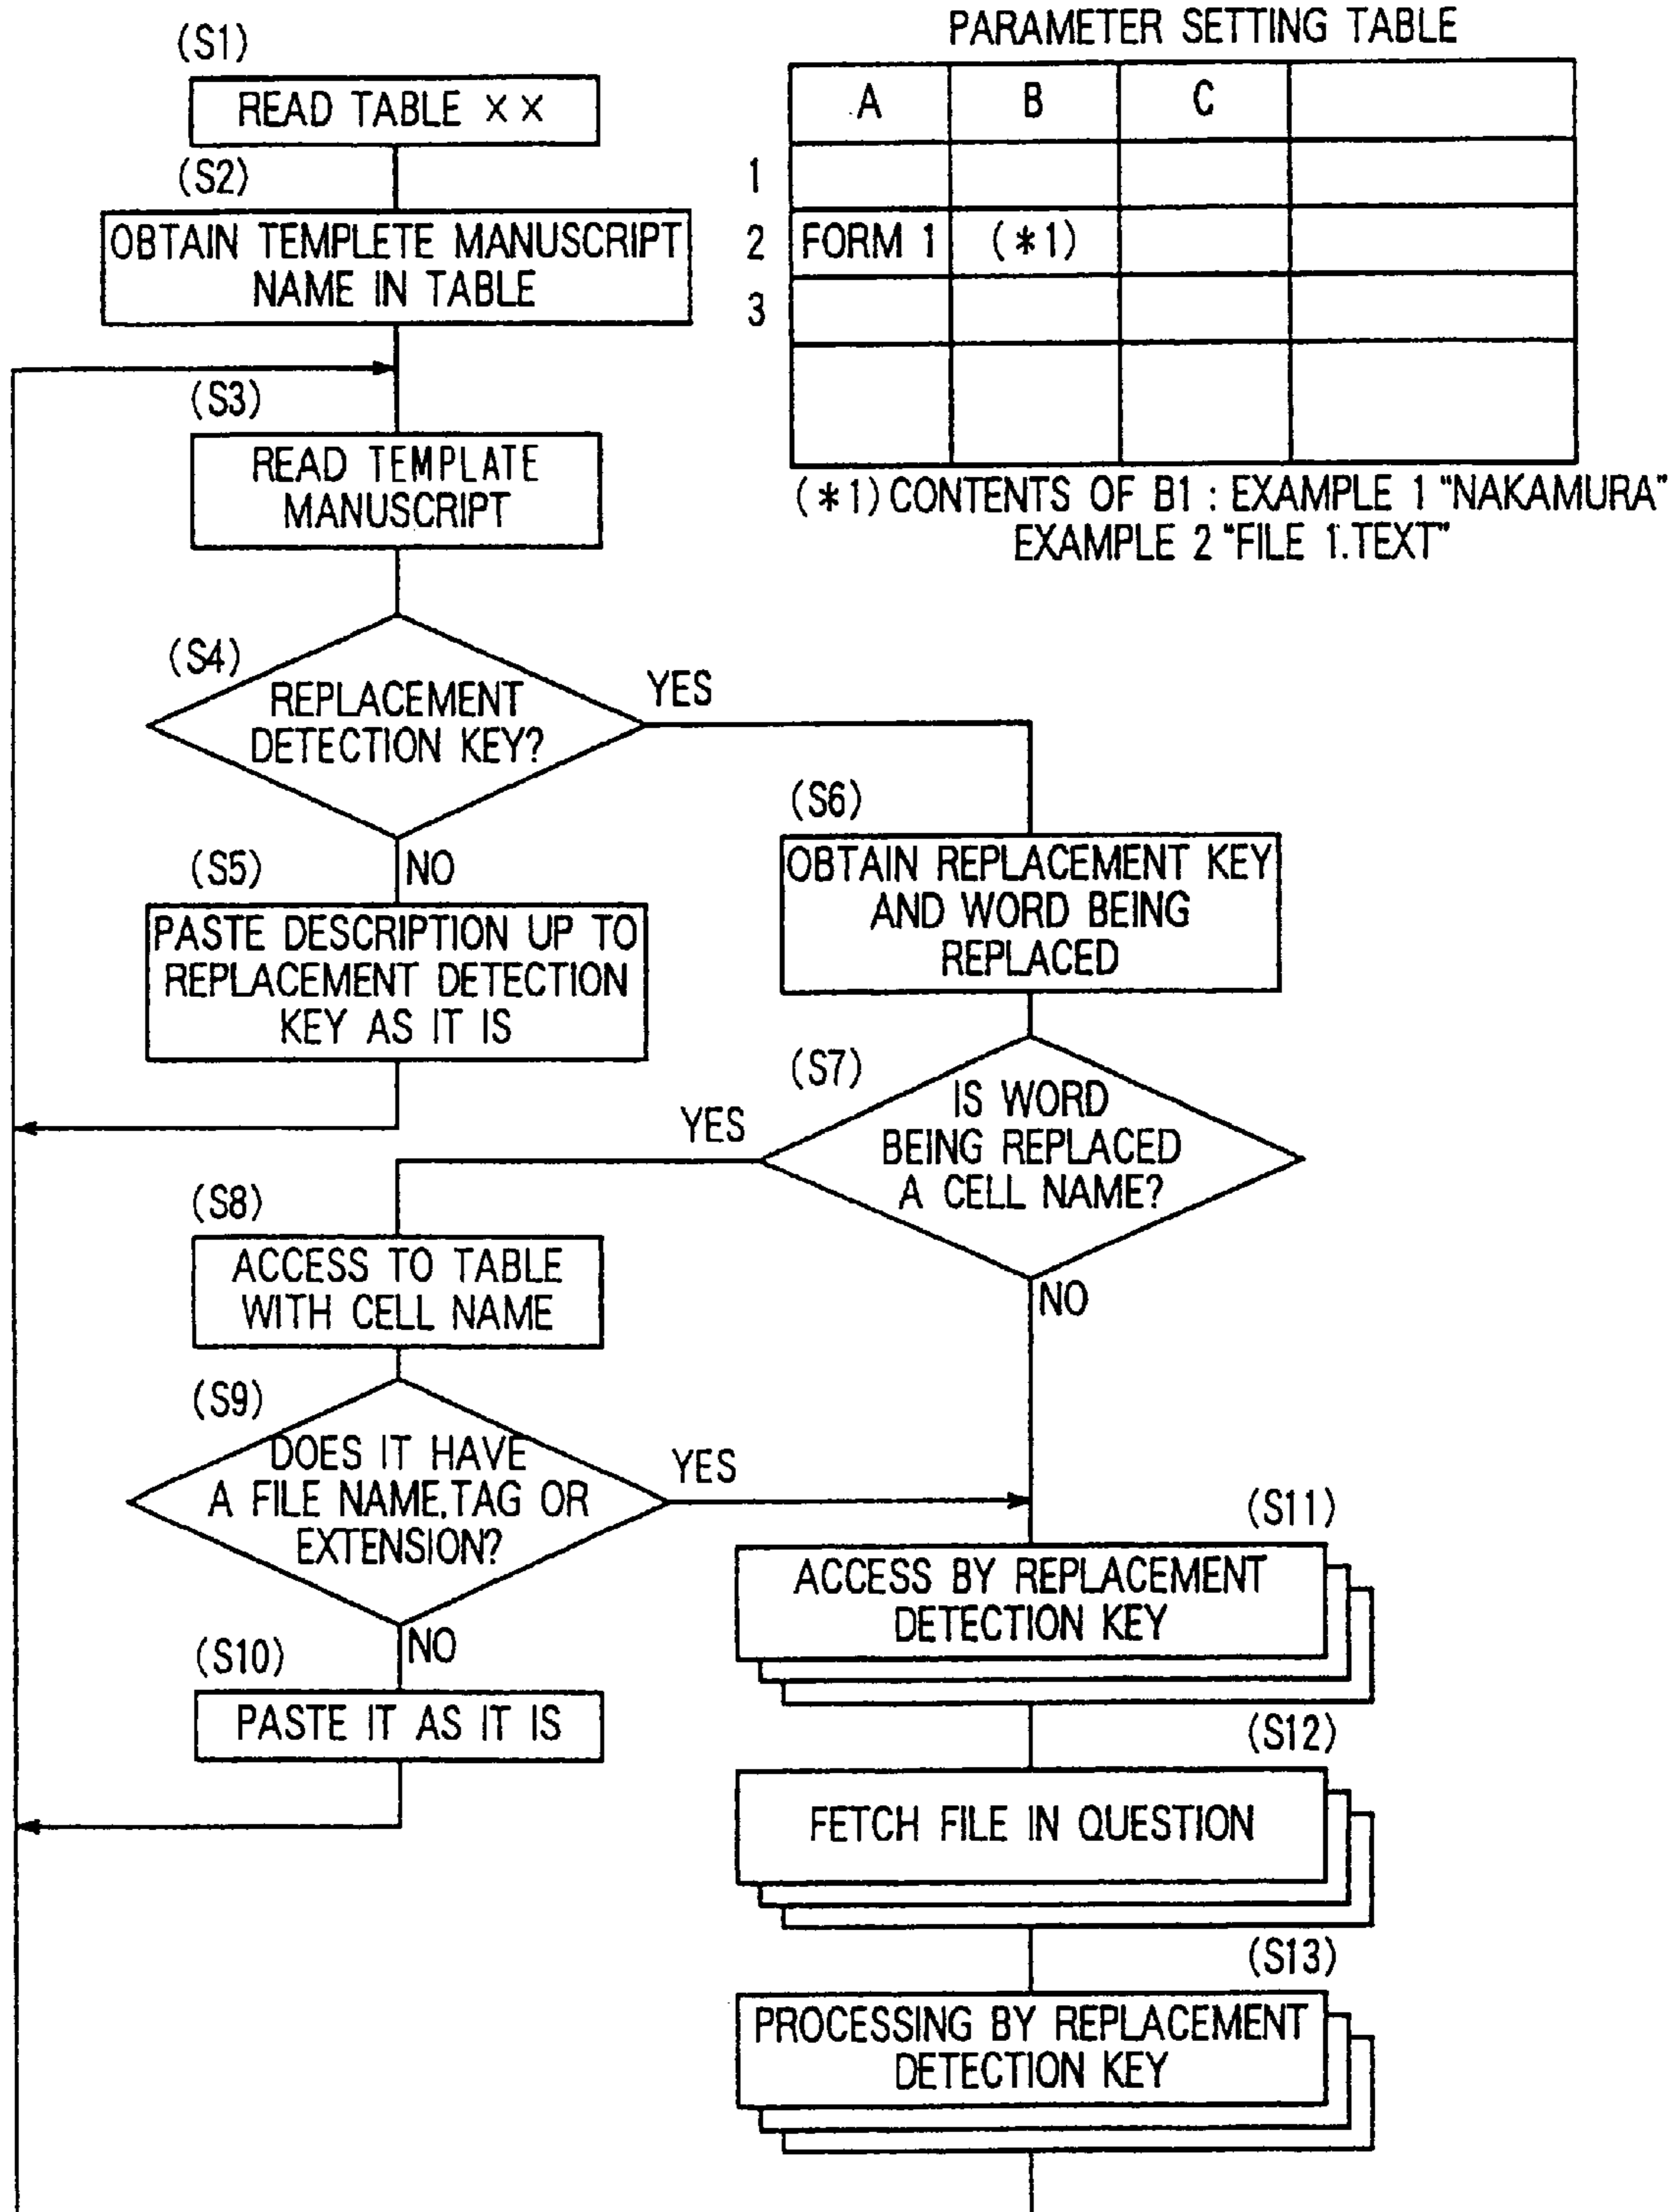 (S1)
READ TABLE ××
(S2)
OBTAIN TEMPLETE MANUSCRIPT
NAME IN TABLE
(S3)
READ TEMPLATE
MANUSCRIPT
(S4)
REPLACEMENT
DETECTION KEY?
YES
NO
(S5)
PASTE DESCRIPTION UP TO
REPLACEMENT DETECTION
KEY AS IT IS
(S6)
OBTAIN REPLACEMENT KEY
AND WORD BEING
REPLACED
(S7)
IS WORD
BEING REPLACED
A CELL NAME?
YES
NO
(S8)
ACCESS TO TABLE
WITH CELL NAME
(S9)
DOES IT HAVE
A FILE NAME,TAG OR
EXTENSION?
YES
NO
(S10)
PASTE IT AS IT IS
(S11)
ACCESS BY REPLACEMENT
DETECTION KEY
(S12)
FETCH FILE IN QUESTION
(S13)
PROCESSING BY REPLACEMENT
DETECTION KEY
PARAMETER SETTING TABLE
A B C
1
2 FORM 1 (*1)
3
(*1) CONTENTS OF B1 : EXAMPLE 1 "NAKAMURA"
EXAMPLE 2 "FILE 1.TEXT"